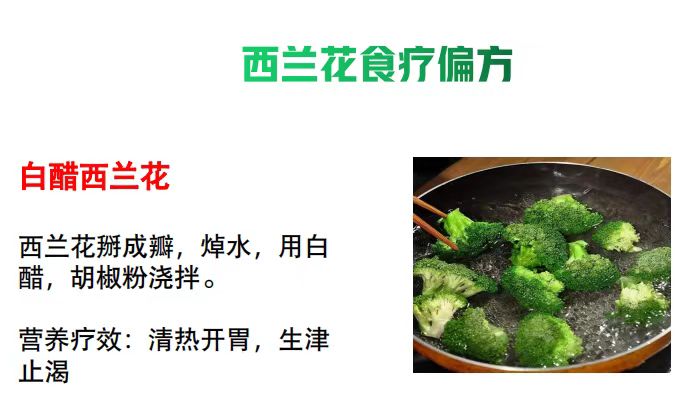 西兰花食疗偏方
白醋西兰花
西兰花掰成瓣，焯水，用白
醋，胡椒粉浇拌。
营养疗效：清热开胃，生津
止渴